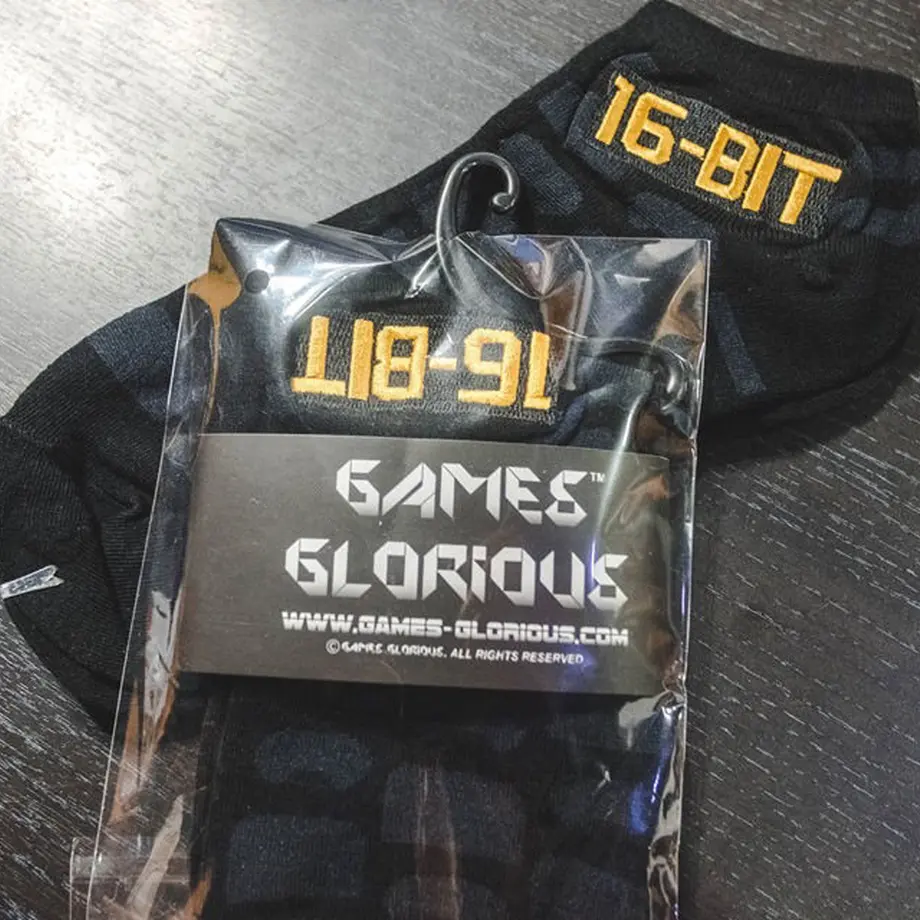 16-BIT
16-BIT
GAMES™
GLORIOUS
WWW.GAMES-GLORIOUS.COM
© GAMES GLORIOUS. ALL RIGHTS RESERVED